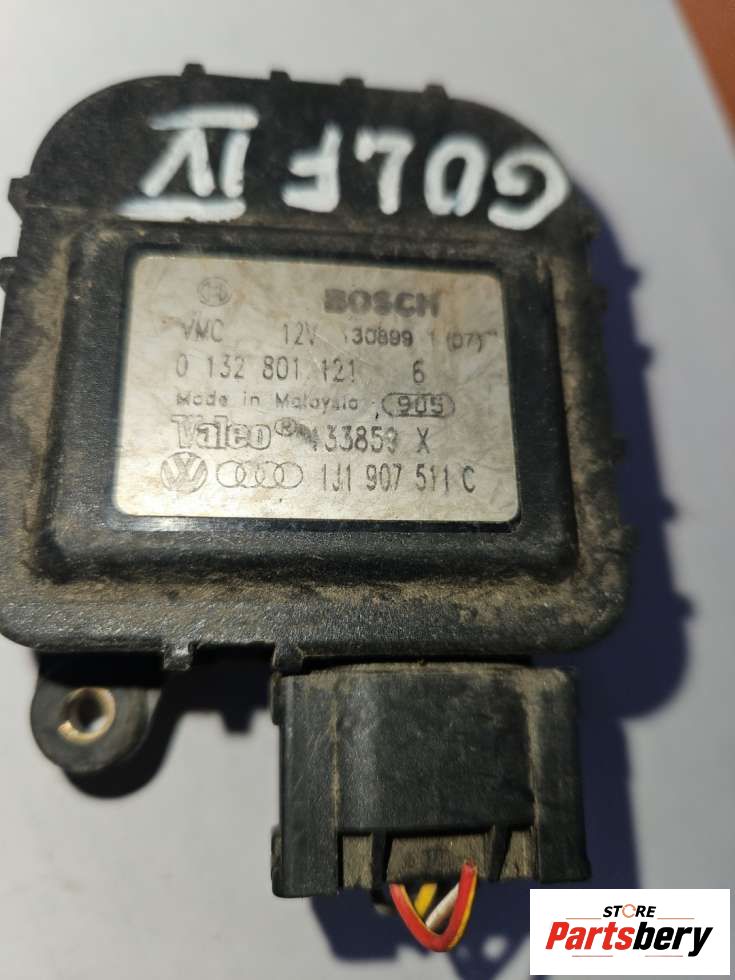 GOLF IV
BOSCH
VMC 12V 130899 1 (07)
0 132 801 121 6
Made in Malaysia 905
Valeo® 133859 X
1J1 907 511 C
STORE
Partsbery